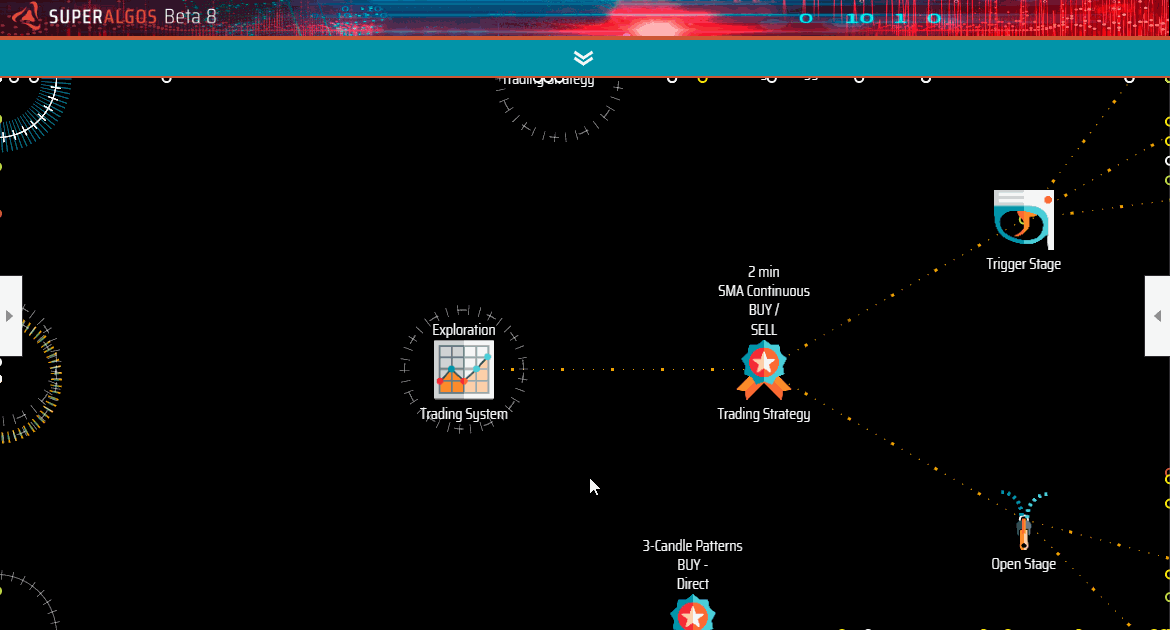 SUPERALGOS Beta 8
0 10 1 0
Trading Strategy
Trigger Stage
2 min
SMA Continuous
BUY /
SELL
Exploration
Trading System
Trading Strategy
3-Candle Patterns
BUY -
Direct
Open Stage